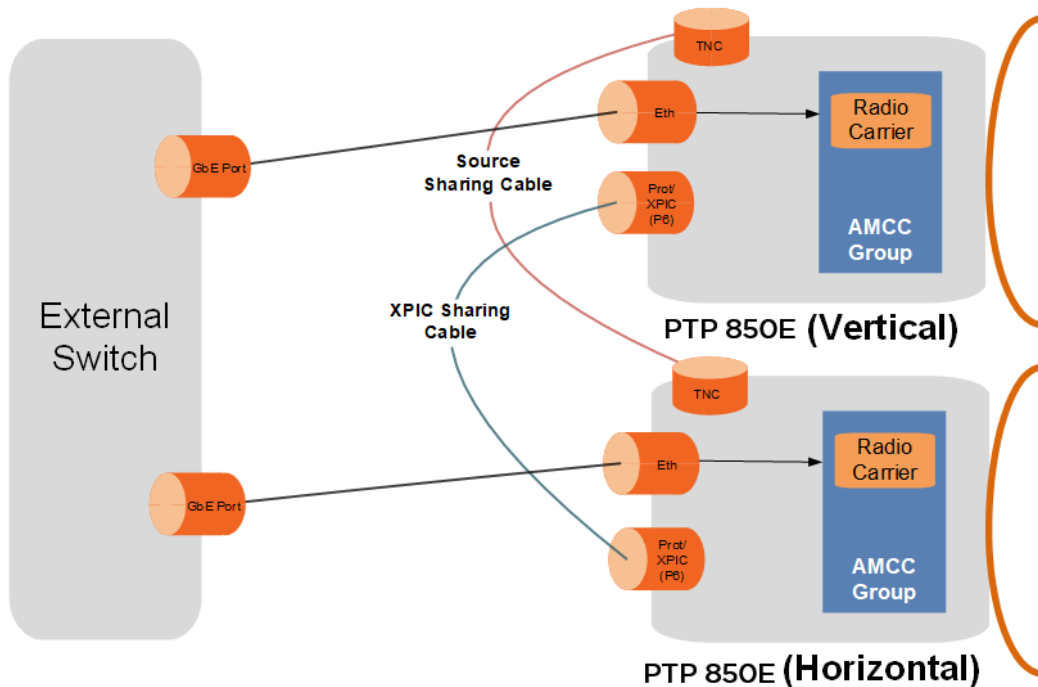 TNC
Eth
Radio
Carrier
GbE Port
Source
Sharing Cable
Prot/
XPIC
(P6)
AMCC
Group
External
Switch
XPIC Sharing
Cable
PTP 850E (Vertical)
TNC
Eth
Radio
Carrier
GbE Port
Prot/
XPIC
(P6)
AMCC
Group
PTP 850E (Horizontal)